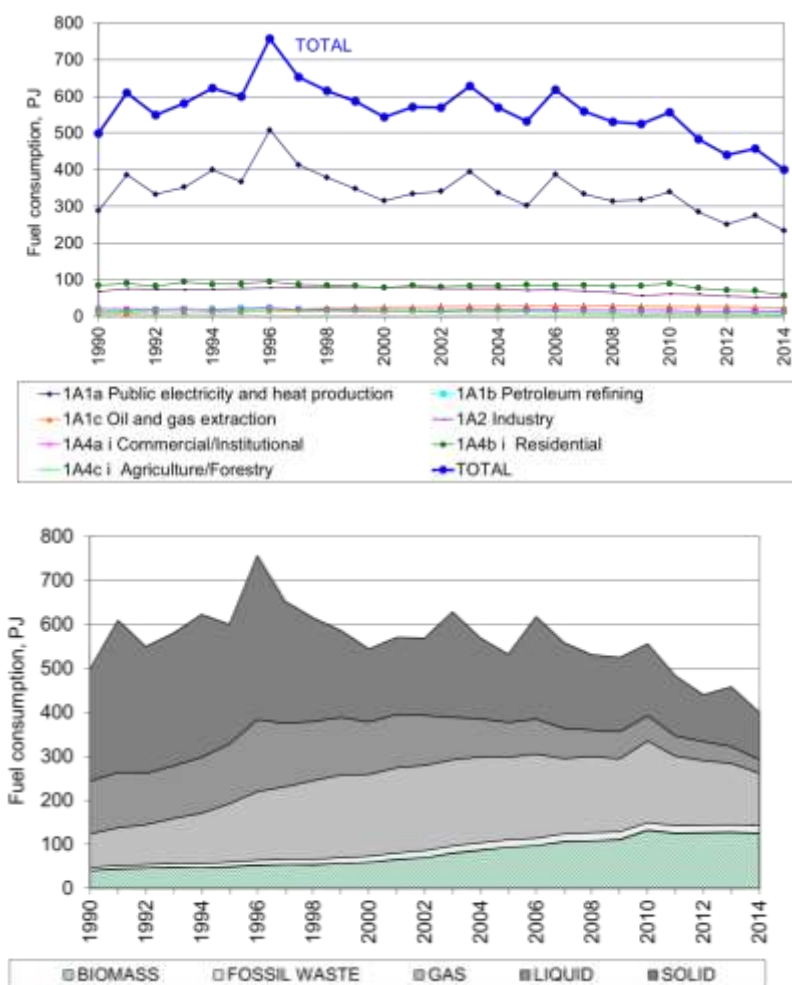 800
TOTAL
700
600
500
400
300
200
100
0
Fuel consumption, PJ
1990 1992 1994 1996 1998 2000 2002 2004 2006 2008 2010 2012 2014
1A1a Public electricity and heat production 1A1b Petroleum refining
1A1c Oil and gas extraction 1A2 Industry
1A4a i Commercial/Institutional 1A4b i Residential
1A4c i Agriculture/Forestry TOTAL
800
700
600
500
400
300
200
100
0
Fuel consumption, PJ
1990 1992 1994 1996 1998 2000 2002 2004 2006 2008 2010 2012 2014
BIOMASS FOSSIL WASTE GAS LIQUID SOLID